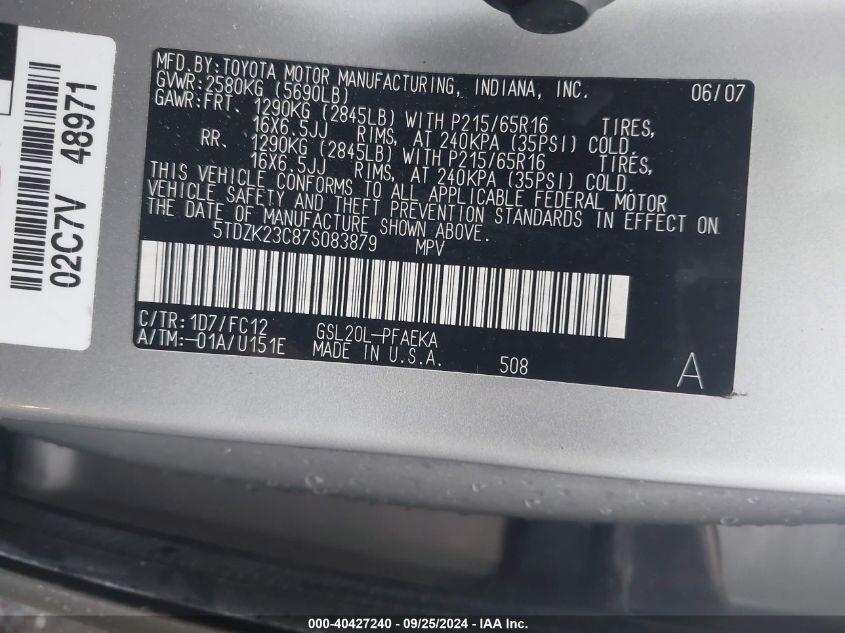 02C7V 48971
MFD. BY: TOYOTA MOTOR MANUFACTURING, INDIANA, INC. 06/07
GVWR: 2580KG (5690LB)
GAWR: FRT. 1290KG (2845LB) WITH P215/65R16 TIRES,
16X6.5JJ RIMS, AT 240KPA (35PSI) COLD.
RR. 1290KG (2845LB) WITH P215/65R16 TIRES,
16X6.5JJ RIMS, AT 240KPA (35PSI) COLD.
THIS VEHICLE CONFORMS TO ALL APPLICABLE FEDERAL MOTOR
VEHICLE SAFETY AND THEFT PREVENTION STANDARDS IN EFFECT ON
THE DATE OF MANUFACTURE SHOWN ABOVE.
5TDZK23C87S083879 MPV
C/TR: 1D7/FC12 GSL20L-PFAEKA
A/TM: -01A/U151E MADE IN U.S.A. 508 A
000-40427240 - 09/25/2024 - IAA Inc.